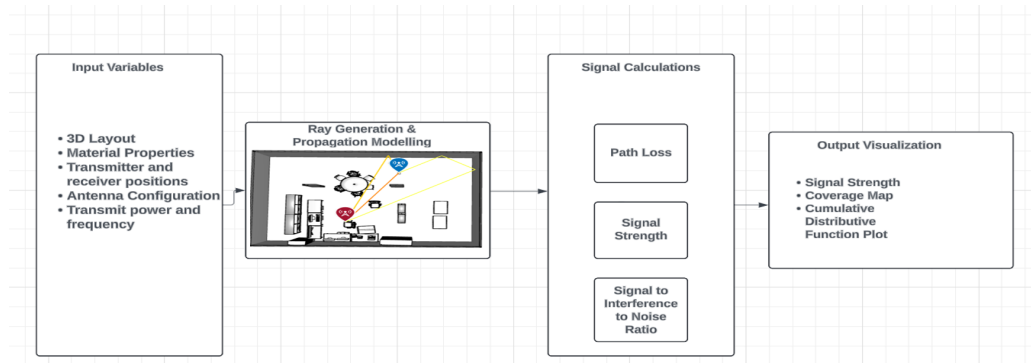 Input Variables
• 3D Layout
• Material Properties
• Transmitter and
receiver positions
• Antenna Configuration
• Transmit power and
frequency
Ray Generation &
Propagation Modelling
Signal Calculations
Path Loss
Signal
Strength
Signal to
Interference
to Noise
Ratio
Output Visualization
• Signal Strength
• Coverage Map
• Cumulative
Distributive
Function Plot